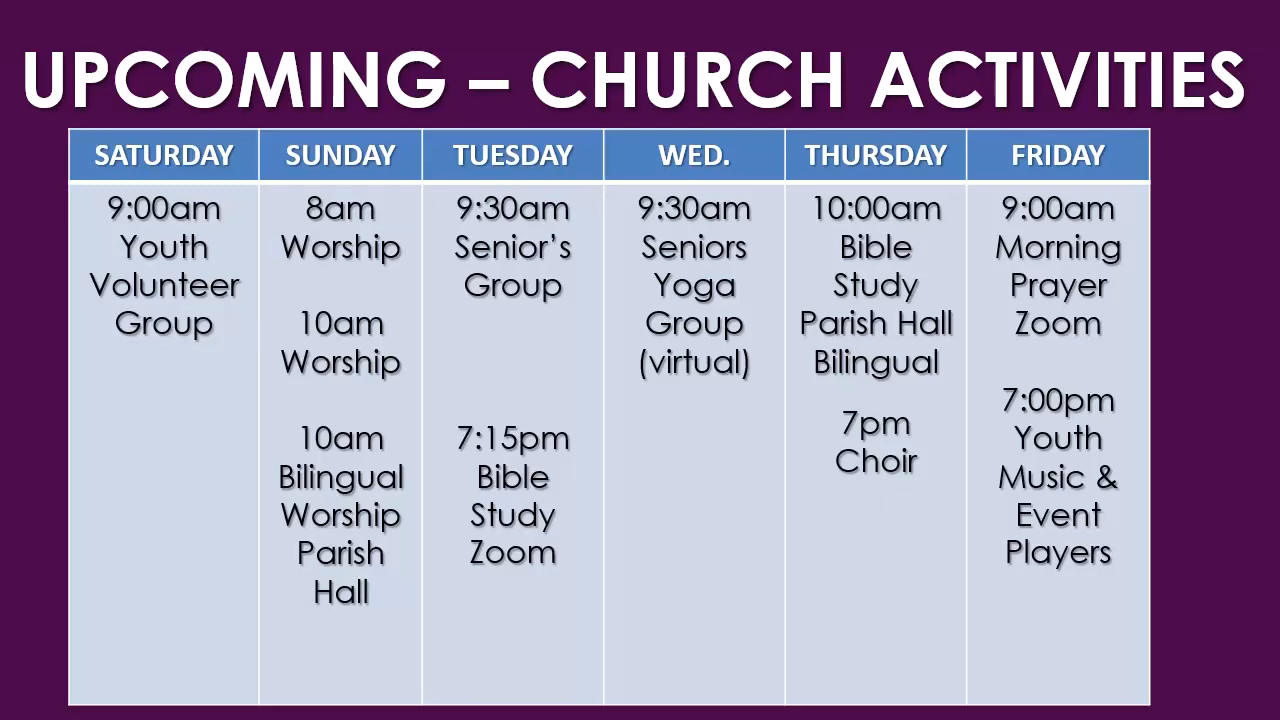 UPCOMING – CHURCH ACTIVITIES
SATURDAY
9:00am
Youth
Volunteer
Group
SUNDAY
8am
Worship
10am
Worship
10am
Bilingual
Worship
Parish
Hall
TUESDAY
9:30am
Senior’s
Group
7:15pm
Bible
Study
Zoom
WED.
9:30am
Seniors
Yoga
Group
(virtual)
THURSDAY
10:00am
Bible
Study
Parish Hall
Bilingual
7pm
Choir
FRIDAY
9:00am
Morning
Prayer
Zoom
7:00pm
Youth
Music &
Event
Players